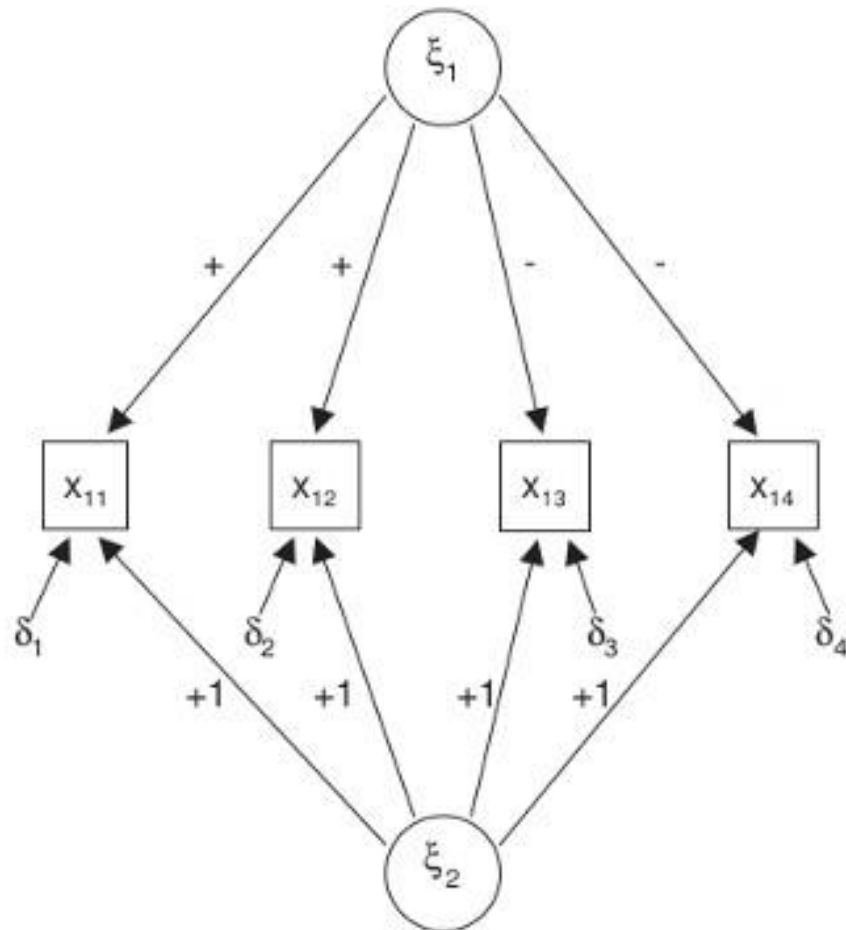 ξ₁
+ + - -
x₁₁ x₁₂ x₁₃ x₁₄
δ₁ δ₂ δ₃ δ₄
+1 +1 +1 +1
ξ₂